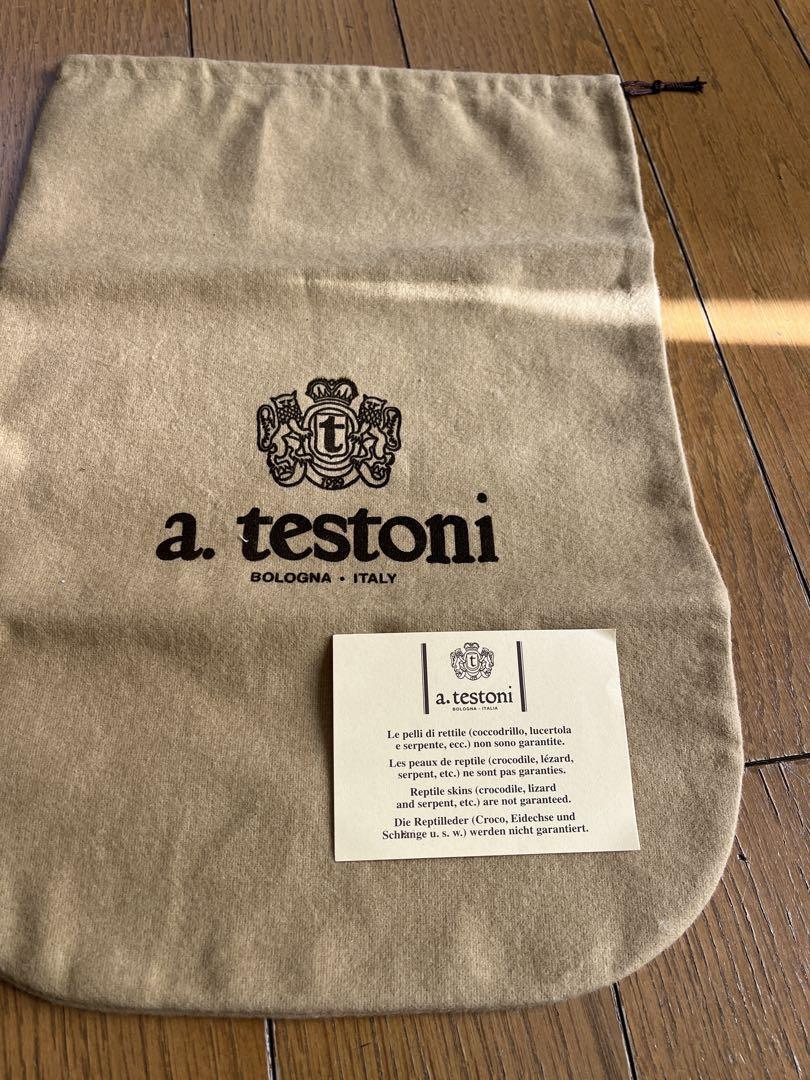 t
1929
a. testoni
BOLOGNA · ITALY
t
a.testoni
BOLOGNA - ITALIA
Le pelli di rettile (coccodrillo, lucertola
e serpente, ecc.) non sono garantite.
Les peaux de reptile (crocodile, lézard,
serpent, etc.) ne sont pas garanties.
Reptile skins (crocodile, lizard
and serpent, etc.) are not garanteed.
Die Reptilleder (Croco, Eidechse und
Schlänge u. s. w.) werden nicht garantiert.